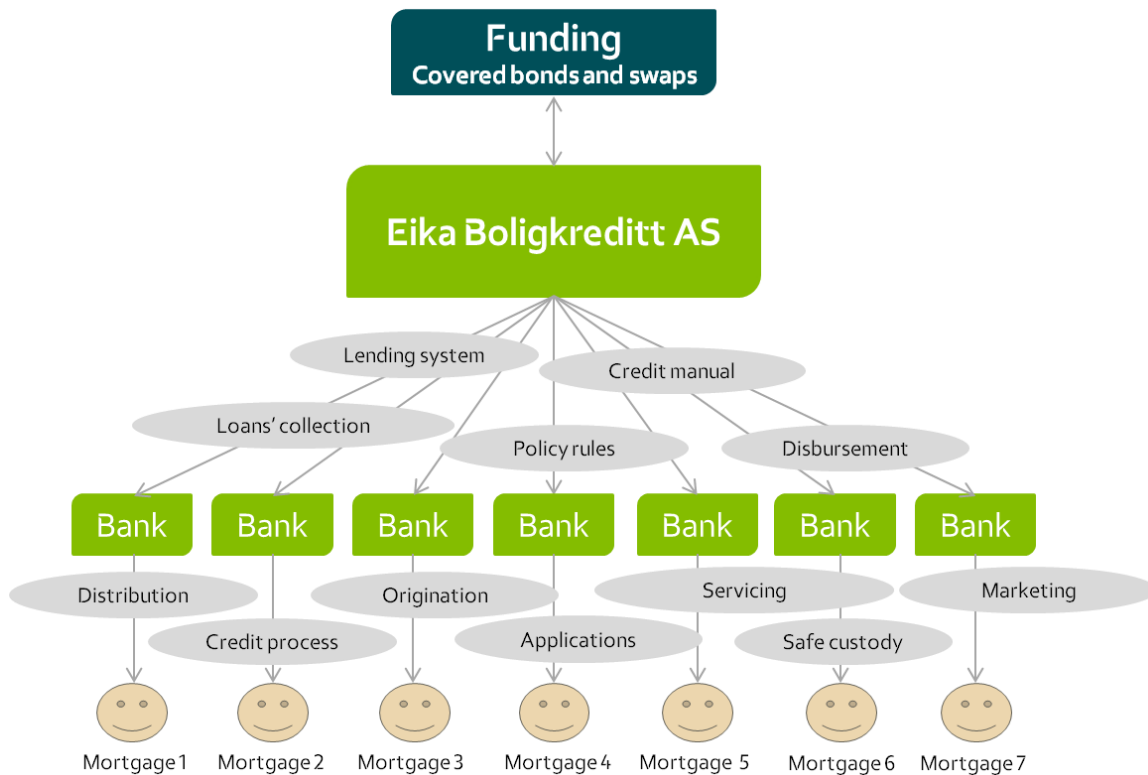 Funding
Covered bonds and swaps
Eika Boligkreditt AS
Lending system
Credit manual
Loans' collection
Policy rules
Disbursement
Bank
Bank
Bank
Bank
Bank
Bank
Bank
Distribution
Origination
Servicing
Marketing
Credit process
Applications
Safe custody
Mortgage 1
Mortgage 2
Mortgage 3
Mortgage 4
Mortgage 5
Mortgage 6
Mortgage 7